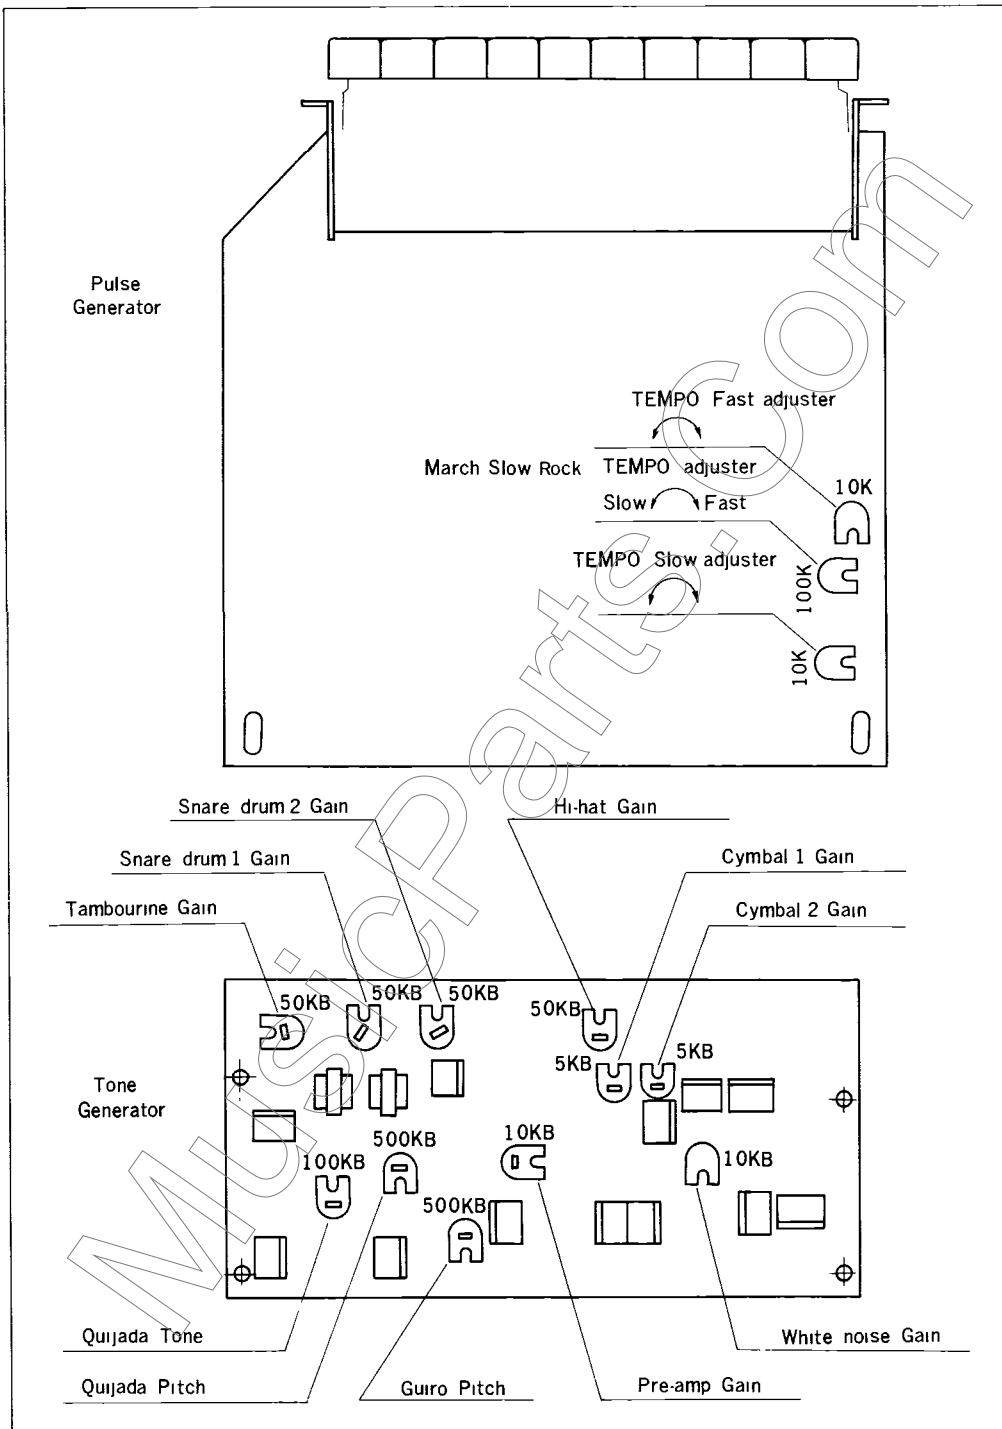 Pulse
Generator
TEMPO Fast adjuster
March Slow Rock TEMPO adjuster
10K
Slow Fast
TEMPO Slow adjuster
100K
10K
Snare drum 2 Gain
Hi-hat Gain
Snare drum 1 Gain
Cymbal 1 Gain
Tambourine Gain
Cymbal 2 Gain
50KB
50KB
50KB
50KB
5KB
5KB
Tone
Generator
500KB
10KB
100KB
10KB
500KB
Quijada Tone
White noise Gain
Quijada Pitch
Guiro Pitch
Pre-amp Gain
MusicParts.Com